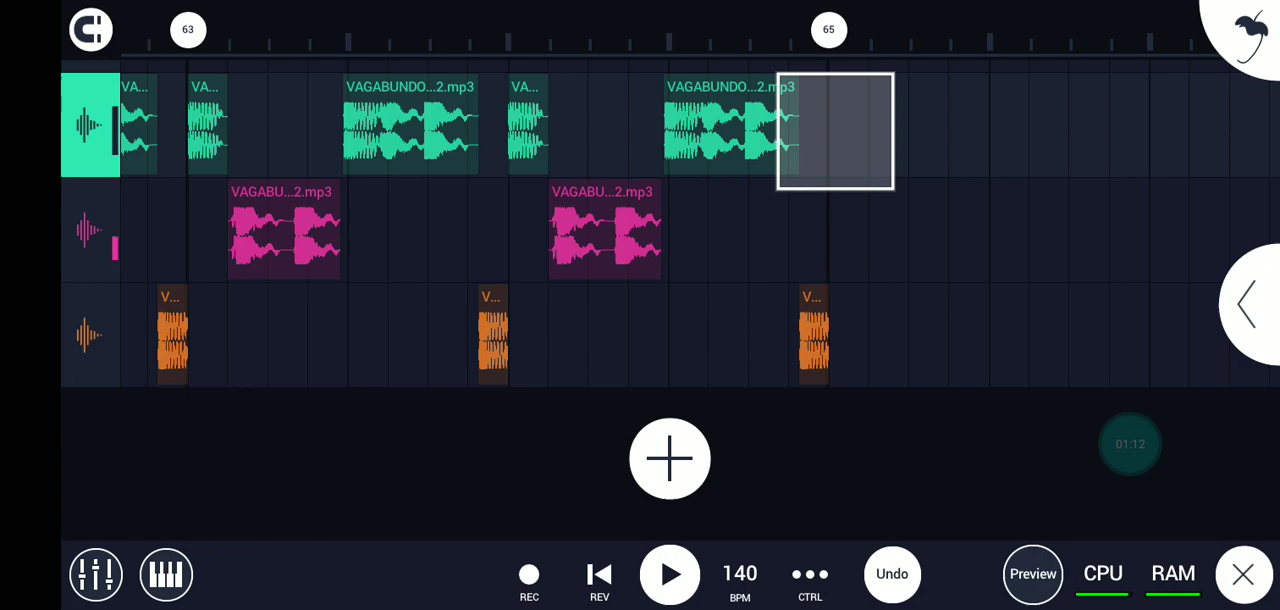 63
65
VA...
VA...
VAGABUNDO...2.mp3
VA...
VAGABUNDO...2.mp3
VAGABU...2.mp3
VAGABU...2.mp3
V...
V...
V...
01:12
REC
REV
140
BPM
CTRL
Undo
Preview
CPU
RAM